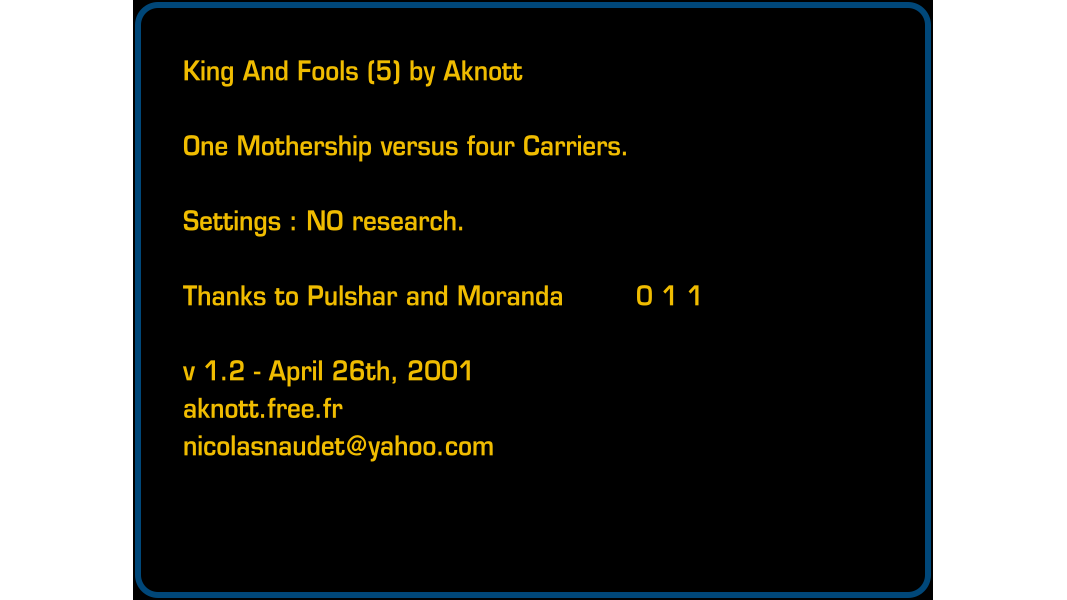 King And Fools (5) by Aknott
One Mothership versus four Carriers.
Settings : NO research.
Thanks to Pulshar and Moranda 0 1 1
v 1.2 - April 26th, 2001
aknott.free.fr
nicolasnaudet@yahoo.com